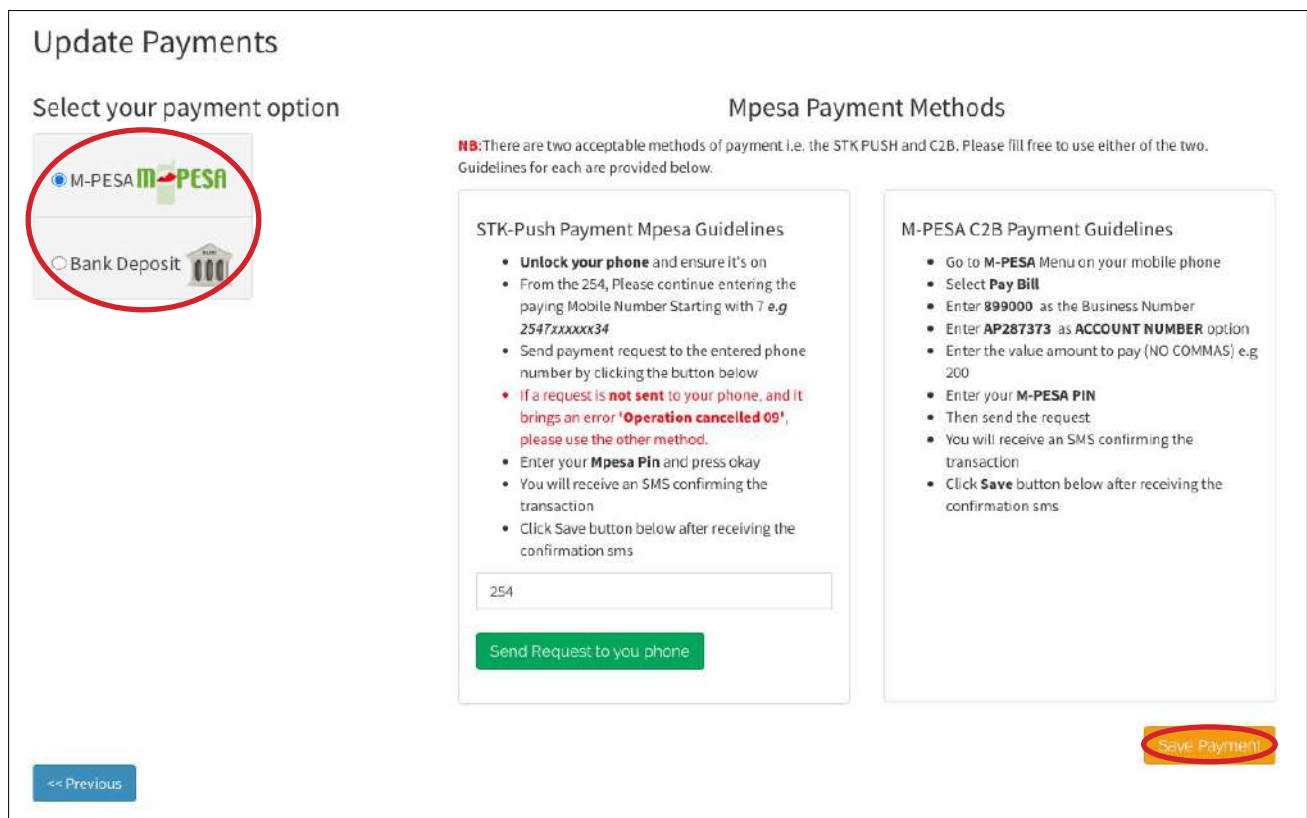 Update Payments
Select your payment option
M-PESA M-PESA
Bank Deposit BANK
Mpesa Payment Methods
NB:There are two acceptable methods of payment i.e. the STK PUSH and C2B. Please fill free to use either of the two.
Guidelines for each are provided below.
STK-Push Payment Mpesa Guidelines
• Unlock your phone and ensure it's on
• From the 254, Please continue entering the
paying Mobile Number Starting with 7 e.g
2547xxxxxx34
• Send payment request to the entered phone
number by clicking the button below
• If a request is not sent to your phone, and it
brings an error 'Operation cancelled 09',
please use the other method.
• Enter your Mpesa Pin and press okay
• You will receive an SMS confirming the
transaction
• Click Save button below after receiving the
confirmation sms
254
Send Request to you phone
M-PESA C2B Payment Guidelines
• Go to M-PESA Menu on your mobile phone
• Select Pay Bill
• Enter 899000 as the Business Number
• Enter AP287373 as ACCOUNT NUMBER option
• Enter the value amount to pay (NO COMMAS) e.g
200
• Enter your M-PESA PIN
• Then send the request
• You will receive an SMS confirming the
transaction
• Click Save button below after receiving the
confirmation sms
Save Payment
<< Previous